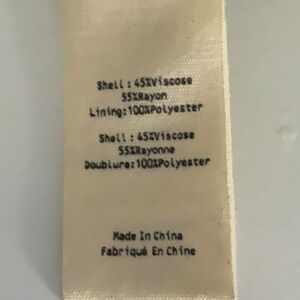 Shell:45%Viscose
55%Rayon
Lining:100%Polyester
Shell:45%Viscose
55%Rayonne
Doublure:100%Polyester
Made In China
Fabriqué En Chine